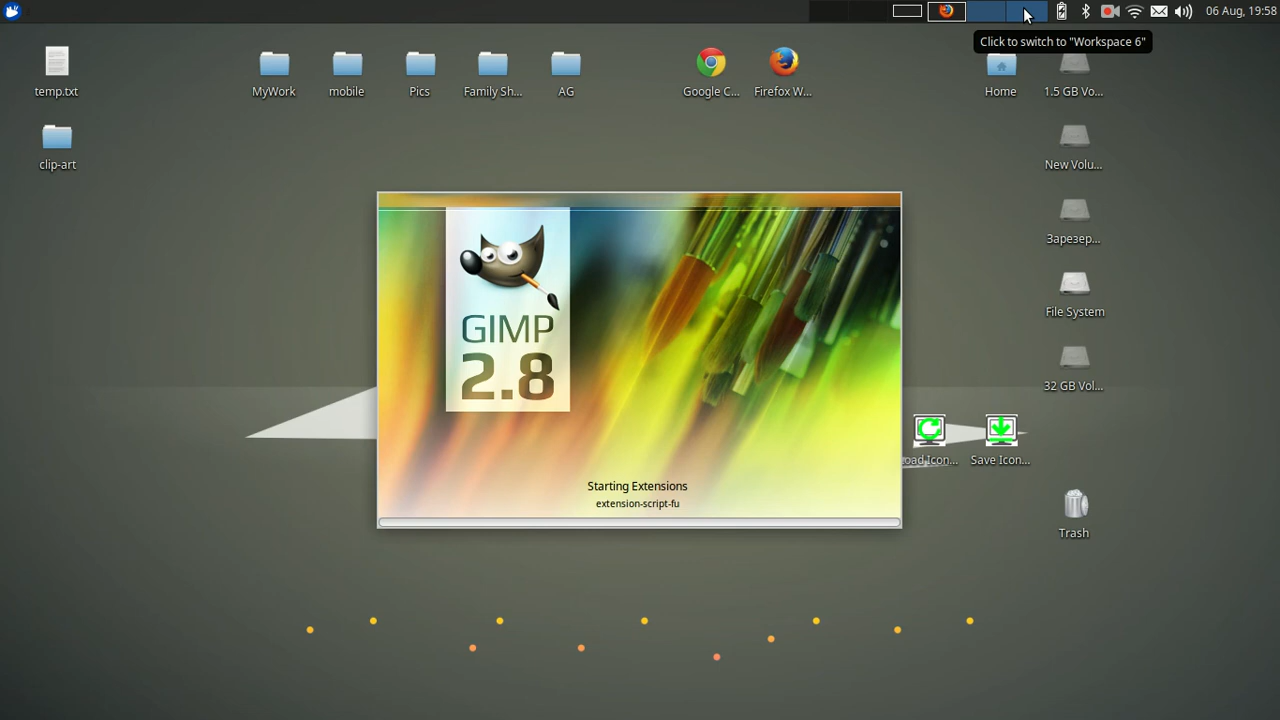 06 Aug, 19:58
Click to switch to "Workspace 6"
temp.txt
MyWork
mobile
Pics
Family Sh...
AG
Google C...
Firefox W...
Home
1.5 GB Vo...
clip-art
New Volu...
Зарезер...
File System
32 GB Vol...
GIMP
2.8
oad Icon...
Save Icon...
Starting Extensions
extension-script-fu
Trash